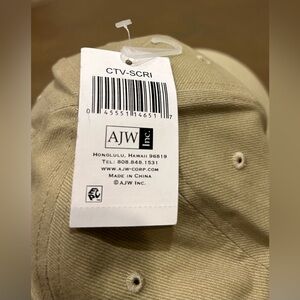 CTV-SCRI
0 45551 14651 7
AJW Inc.
HONOLULU, HAWAII 96819
TEL: 808.848.1531
WWW.AJW-CORP.COM
MADE IN CHINA
©AJW INC.